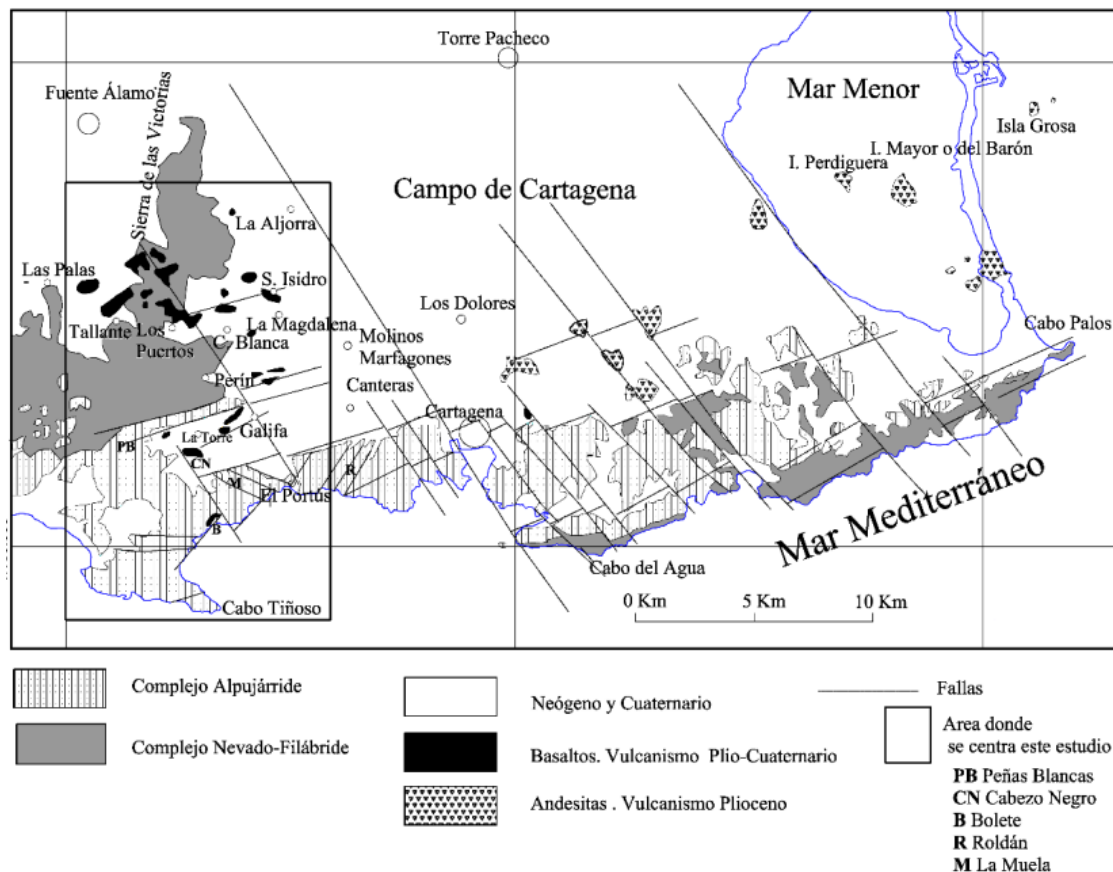 Torre Pacheco
Fuente Álamo
Sierra de las Victorias
Mar Menor
Isla Grosa
I. Mayor o del Barón
I. Perdiguera
Campo de Cartagena
La Aljorra
Las Palas
S. Isidro
Los Dolores
Tallante
Los
Puertos
La Magdalena
C. Blanca
Molinos
Marfagones
Cabo Palos
Perín
Canteras
Cartagena
Galifa
La Torre
PB
CN
M
R
El Portús
B
Mar Mediterráneo
Cabo del Agua
Cabo Tiñoso
0 Km
5 Km
10 Km
Complejo Alpujárride
Complejo Nevado-Filábride
Neógeno y Cuaternario
Basaltos. Vulcanismo Plio-Cuaternario
Andesitas . Vulcanismo Plioceno
Fallas
Area donde
se centra este estudio
PB Peñas Blancas
CN Cabezo Negro
B Bolete
R Roldán
M La Muela